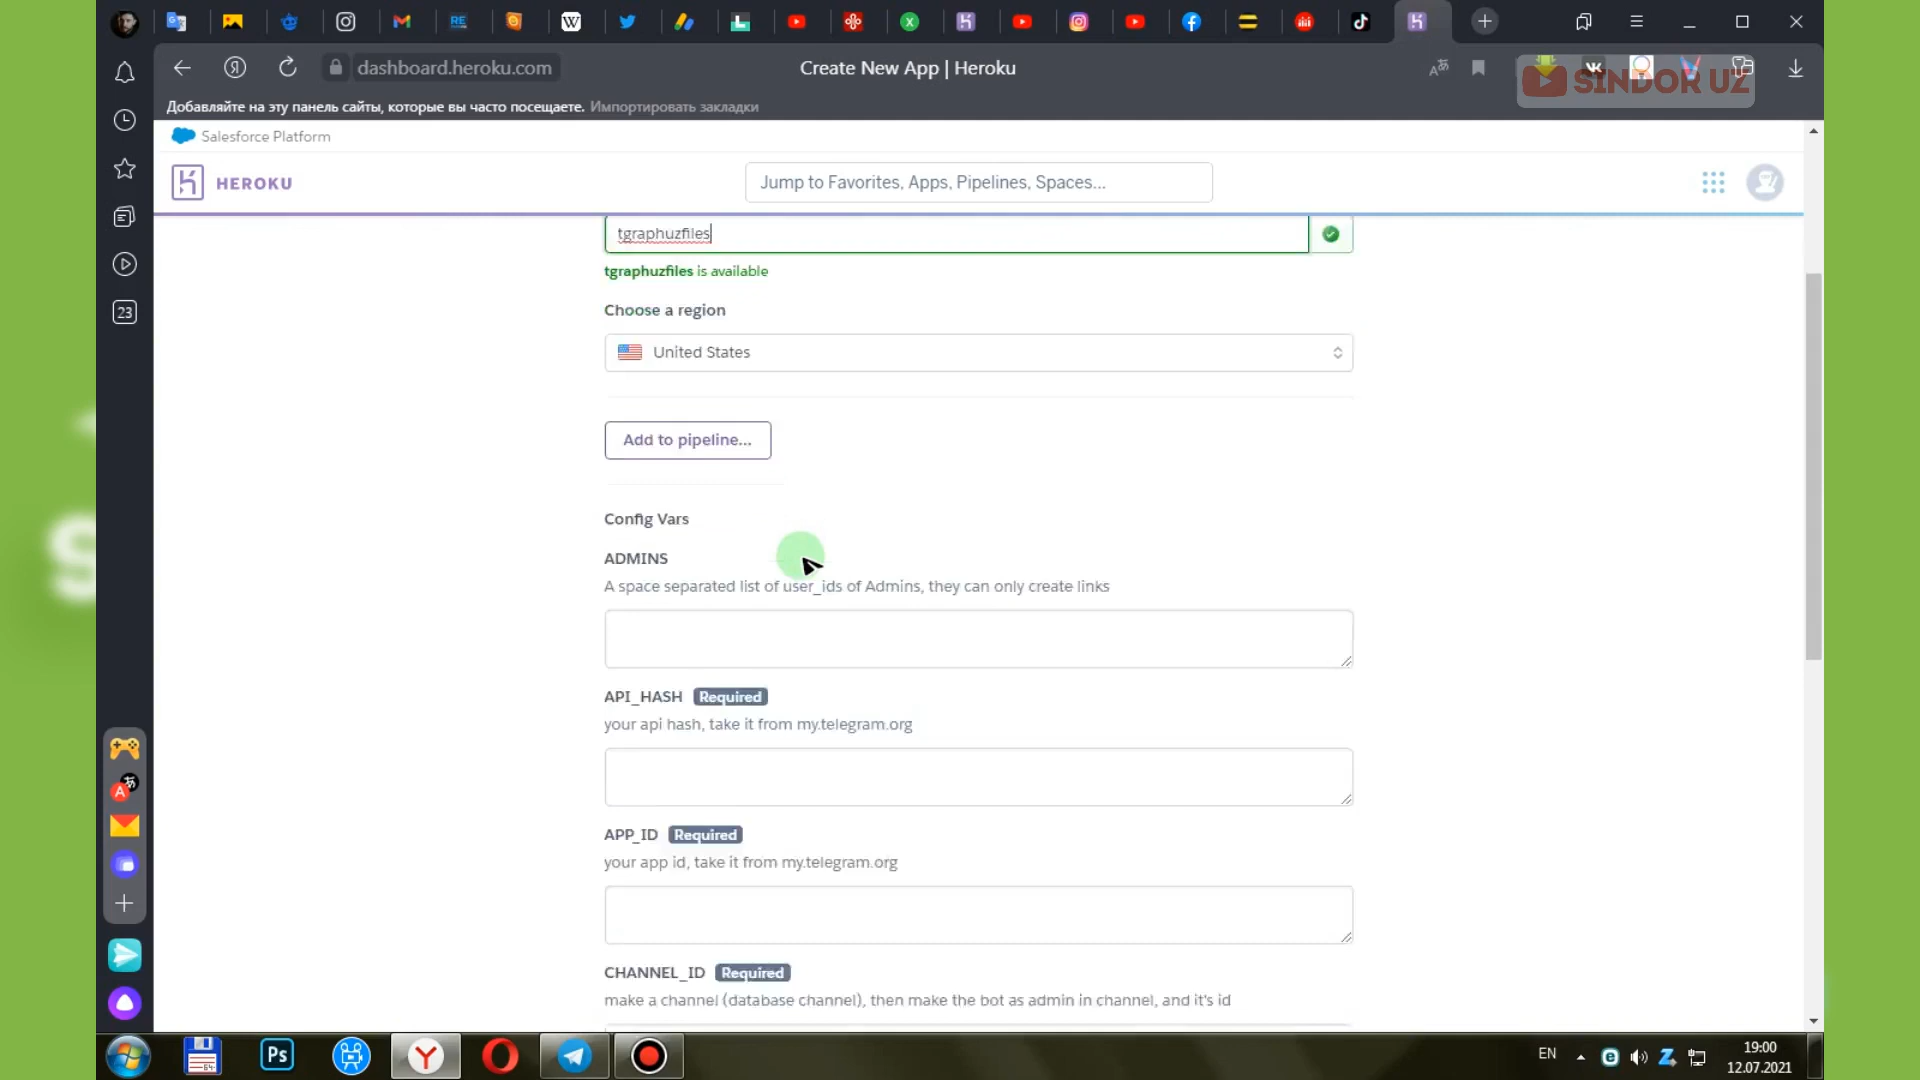 dashboard.heroku.com
Create New App | Heroku
SINDOR UZ
Добавляйте на эту панель сайты, которые вы часто посещаете. Импортировать закладки
Salesforce Platform
HEROKU
Jump to Favorites, Apps, Pipelines, Spaces...
tgraphuzfiles
tgraphuzfiles is available
Choose a region
United States
Add to pipeline...
Config Vars
ADMINS
A space separated list of user_ids of Admins, they can only create links
API_HASH Required
your api hash, take it from my.telegram.org
APP_ID Required
your app id, take it from my.telegram.org
CHANNEL_ID Required
make a channel (database channel), then make the bot as admin in channel, and it's id
23
Ps
EN
19:00
12.07.2021